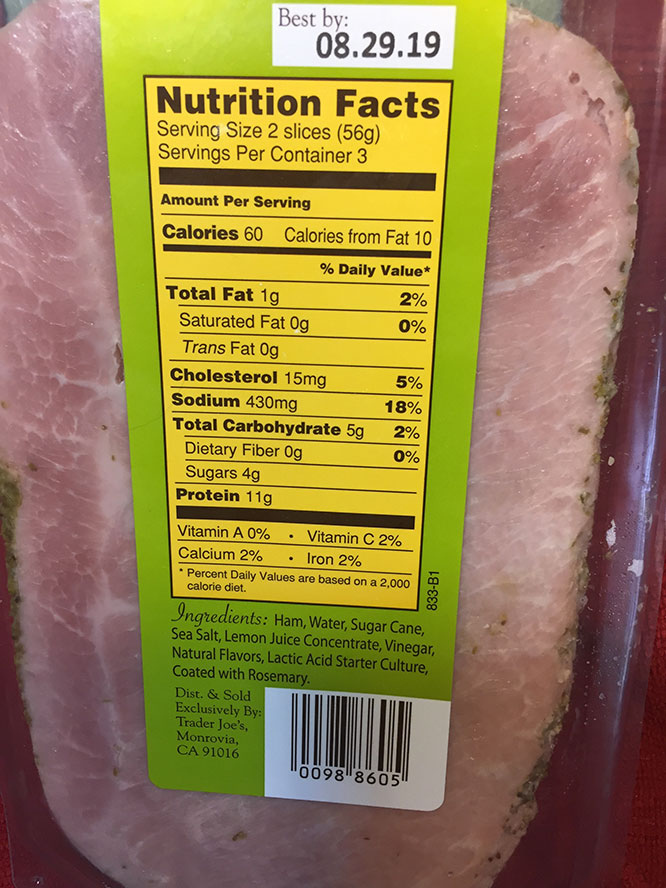 Best by:
08.29.19
Nutrition Facts
Serving Size 2 slices (56g)
Servings Per Container 3
Amount Per Serving
Calories 60 Calories from Fat 10
% Daily Value*
Total Fat 1g 2%
Saturated Fat 0g 0%
Trans Fat 0g
Cholesterol 15mg 5%
Sodium 430mg 18%
Total Carbohydrate 5g 2%
Dietary Fiber 0g 0%
Sugars 4g
Protein 11g
Vitamin A 0% • Vitamin C 2%
Calcium 2% • Iron 2%
* Percent Daily Values are based on a 2,000
calorie diet.
833-B1
Ingredients: Ham, Water, Sugar Cane,
Sea Salt, Lemon Juice Concentrate, Vinegar,
Natural Flavors, Lactic Acid Starter Culture,
Coated with Rosemary.
Dist. & Sold
Exclusively By:
Trader Joe's,
Monrovia,
CA 91016
0098 8605